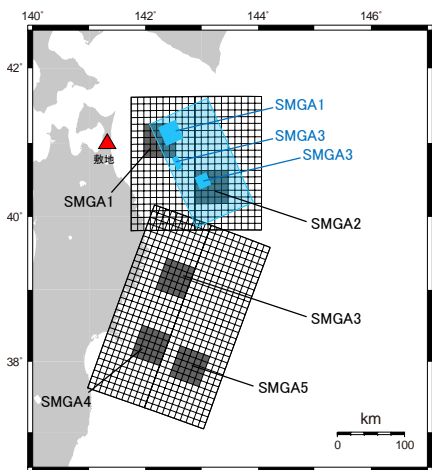 140°
142°
144°
146°
42°
40°
38°
SMGA1
SMGA3
SMGA3
敷地
SMGA1
SMGA2
SMGA3
SMGA4
SMGA5
km
0 100